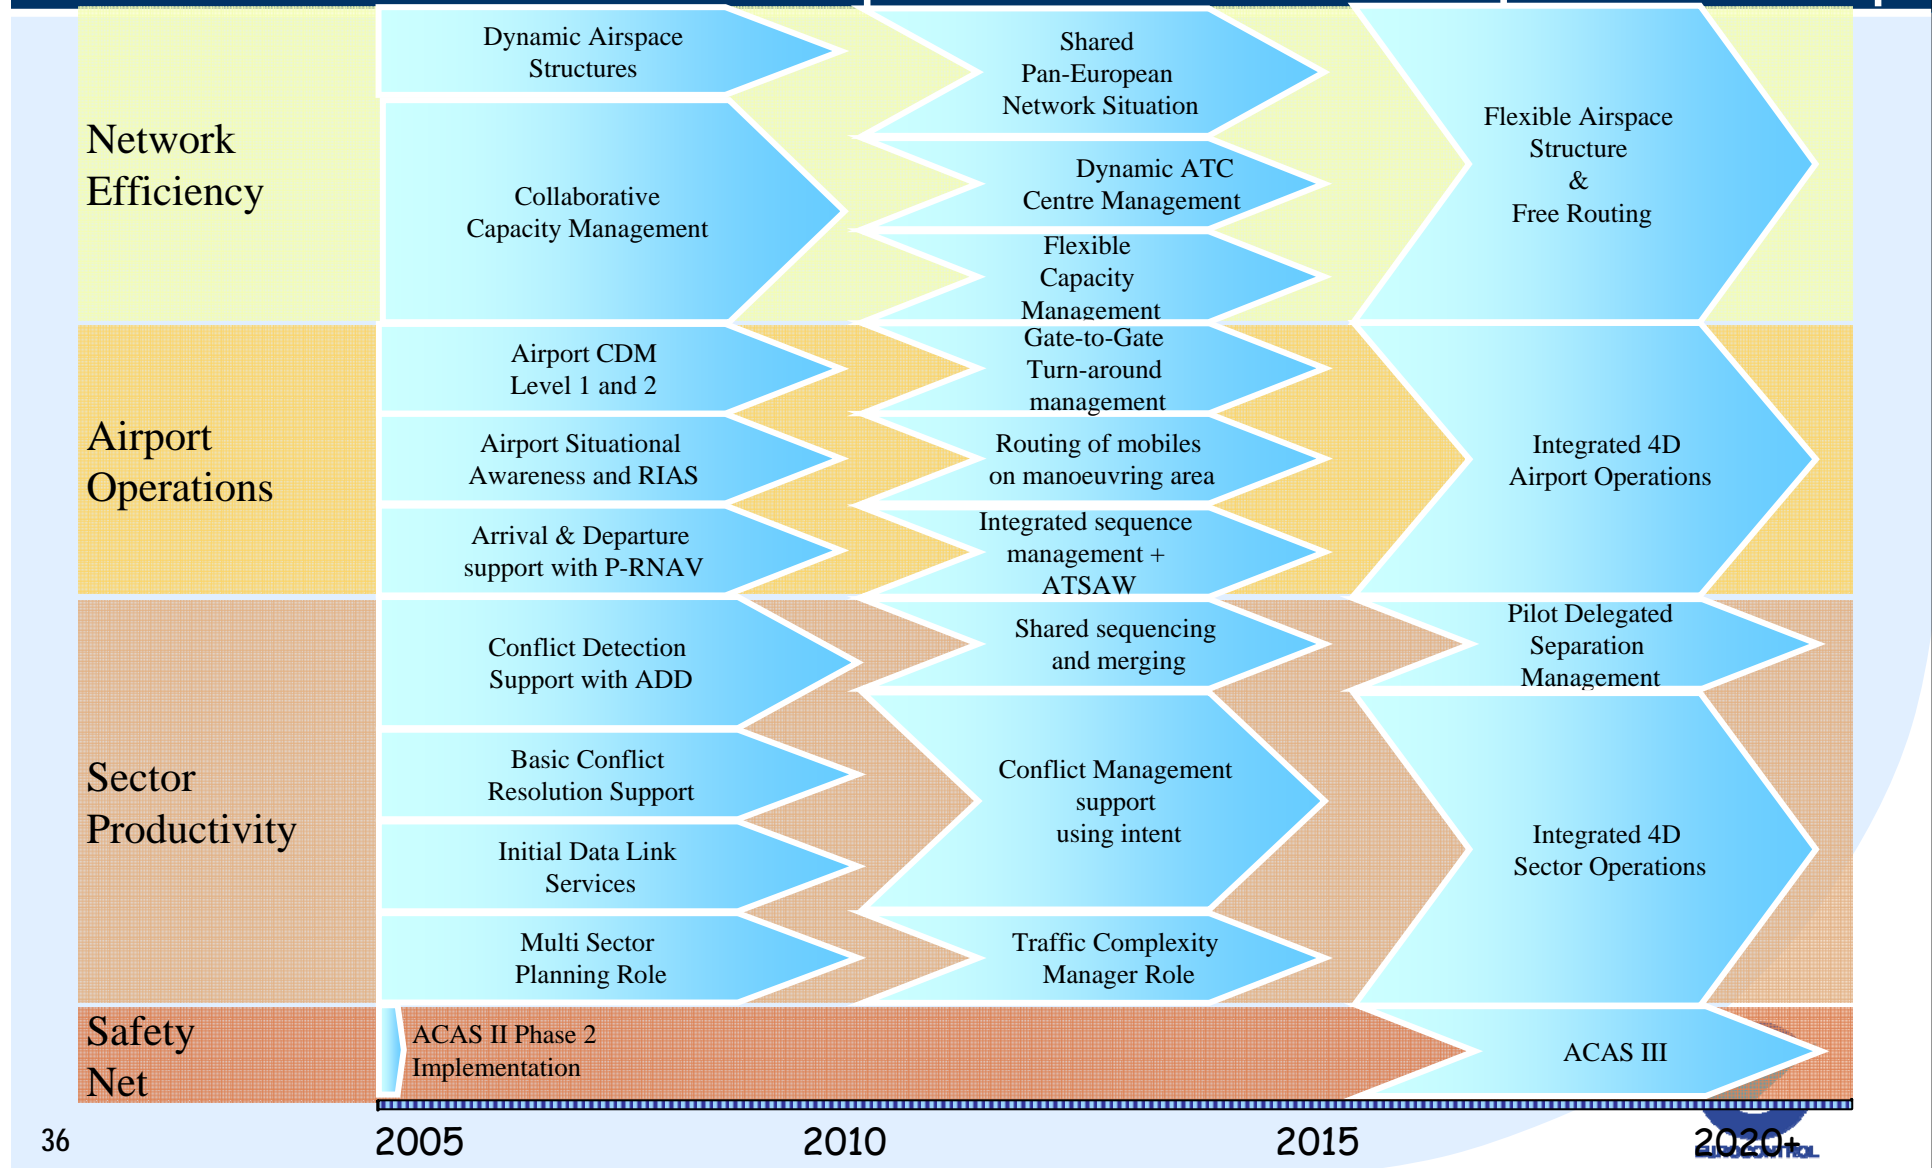 Network
Efficiency
Dynamic Airspace
Structures
Collaborative
Capacity Management
Shared
Pan-European
Network Situation
Dynamic ATC
Centre Management
Flexible
Capacity
Management
Flexible Airspace
Structure
&
Free Routing
Airport
Operations
Airport CDM
Level 1 and 2
Airport Situational
Awareness and RIAS
Arrival & Departure
support with P-RNAV
Gate-to-Gate
Turn-around
management
Routing of mobiles
on manoeuvring area
Integrated sequence
management +
ATSAW
Integrated 4D
Airport Operations
Sector
Productivity
Conflict Detection
Support with ADD
Basic Conflict
Resolution Support
Initial Data Link
Services
Multi Sector
Planning Role
Shared sequencing
and merging
Conflict Management
support
using intent
Traffic Complexity
Manager Role
Pilot Delegated
Separation
Management
Integrated 4D
Sector Operations
Safety
Net
ACAS II Phase 2
Implementation
ACAS III
36
2005
2010
2015
2020+
EUROCONTROL